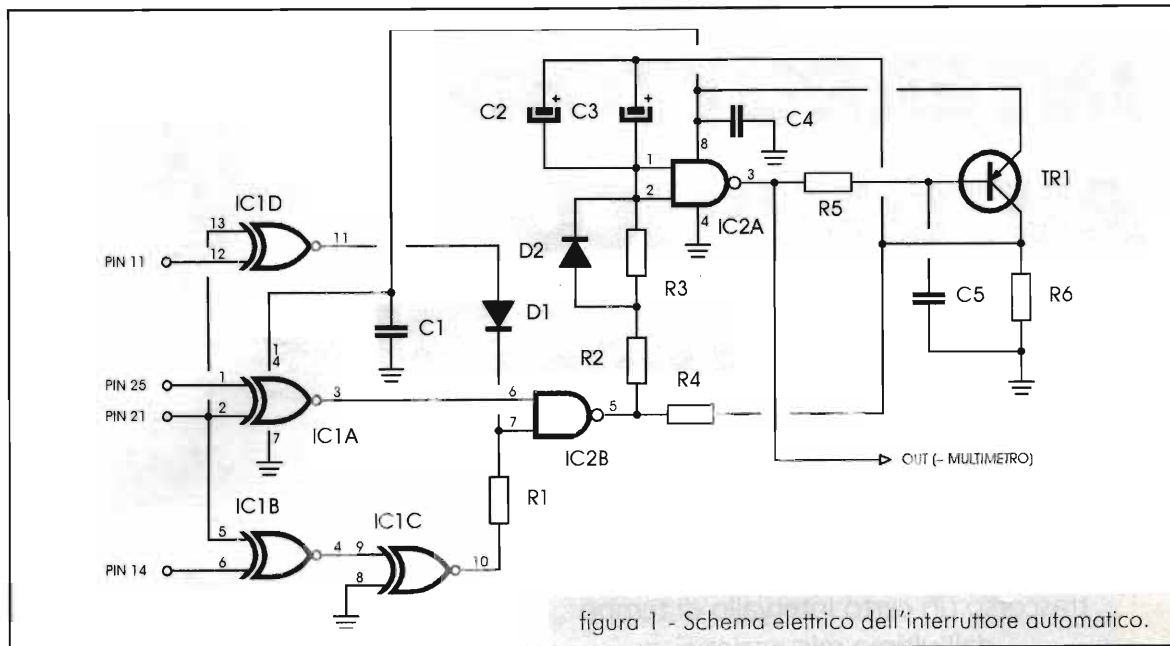 C2
+
C3
+
C4
8
1
2
3
4
IC2A
R5
TR1
IC1D
13
12
11
PIN 11
D2
R3
C5
R6
D1
C1
1
4
R2
R4
PIN 25
1
3
6
5
PIN 21
2
7
7
IC1A
IC2B
OUT (– MULTIMETRO)
R1
IC1B
IC1C
5
4
9
6
10
8
PIN 14
figura 1 - Schema elettrico dell'interruttore automatico.